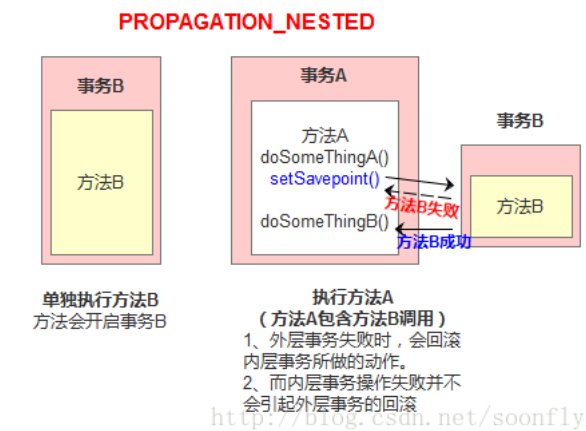 PROPAGATION_NESTED
事务B
方法B
单独执行方法B
方法会开启事务B
事务A
方法A
doSomeThingA()
setSavepoint()
doSomeThingB()
方法B失败
方法B成功
事务B
方法B
执行方法A
（方法A包含方法B调用）
1、外层事务失败时，会回滚
内层事务所做的动作。
2、而内层事务操作失败并不
会引起外层事务的回滚
http://blog.csdn.net/soonfly